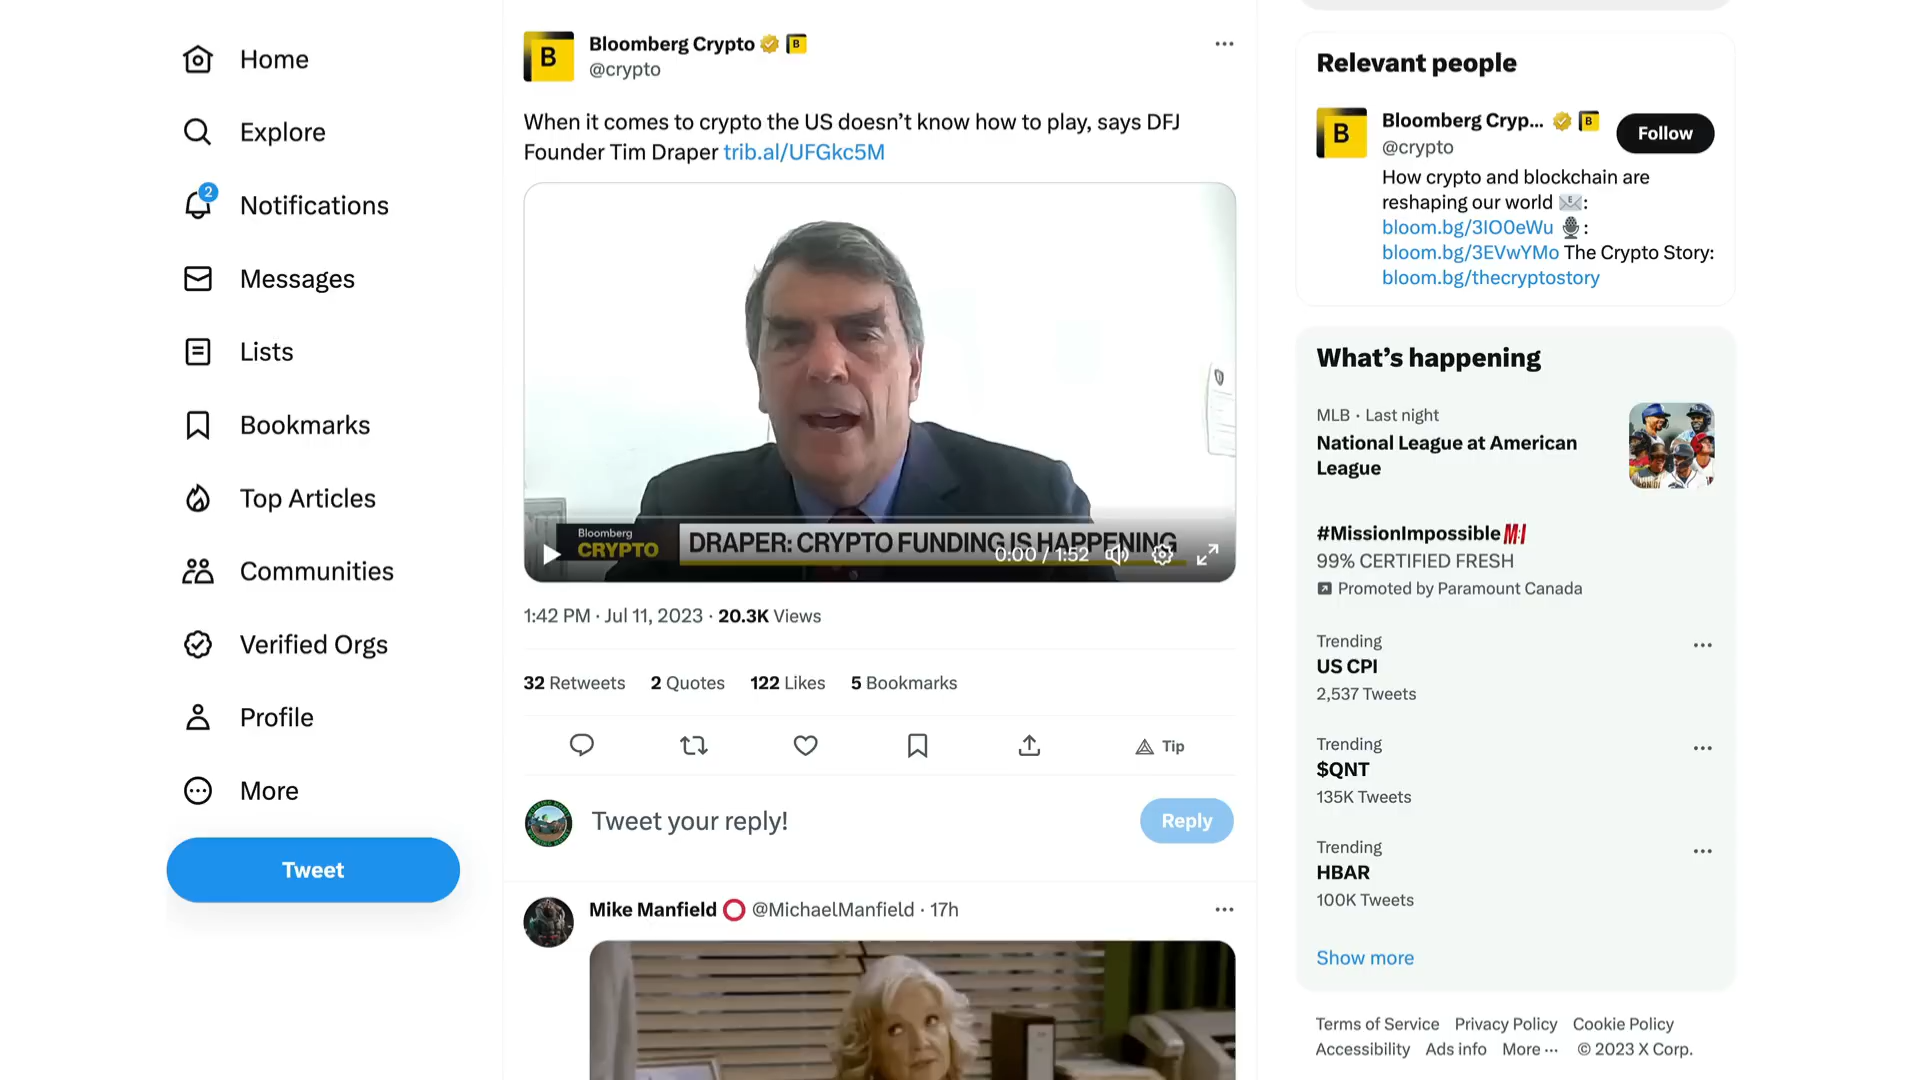 Home
Explore
2
Notifications
Messages
Lists
Bookmarks
Top Articles
Communities
Verified Orgs
Profile
More
Tweet
B
Bloomberg Crypto B
@crypto
When it comes to crypto the US doesn’t know how to play, says DFJ
Founder Tim Draper trib.al/UFGkc5M
Bloomberg
CRYPTO
DRAPER: CRYPTO FUNDING IS HAPPENING
0:00 / 1:52
1:42 PM · Jul 11, 2023 · 20.3K Views
32 Retweets 2 Quotes 122 Likes 5 Bookmarks
Tip
Tweet your reply!
Reply
Mike Manfield @MichaelManfield · 17h
Relevant people
B
Bloomberg Cryp... B
@crypto
Follow
How crypto and blockchain are
reshaping our world :
bloom.bg/3IO0eWu :
bloom.bg/3EVwYMo The Crypto Story:
bloom.bg/thecryptostory
What’s happening
MLB · Last night
National League at American
League
#MissionImpossible M:I
99% CERTIFIED FRESH
Promoted by Paramount Canada
Trending
US CPI
2,537 Tweets
Trending
$QNT
135K Tweets
Trending
HBAR
100K Tweets
Show more
Terms of Service Privacy Policy Cookie Policy
Accessibility Ads info More ··· © 2023 X Corp.